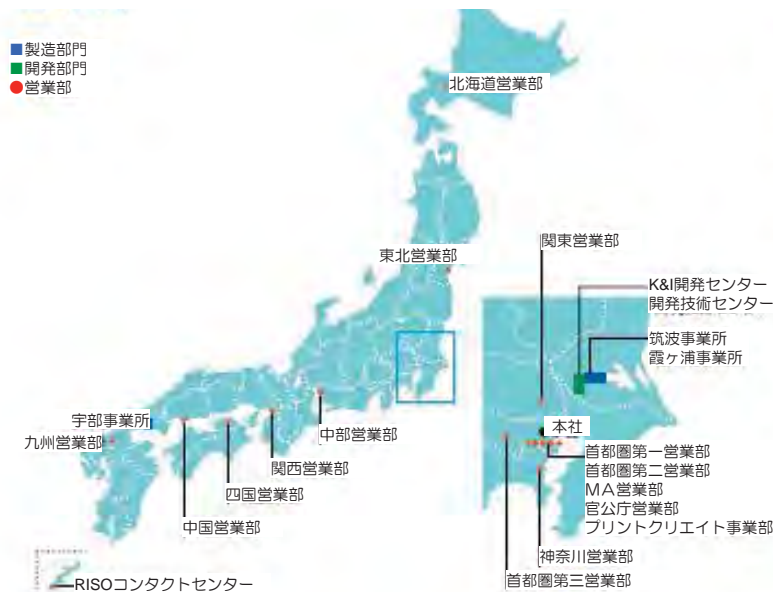 製造部門
開発部門
営業部
北海道営業部
東北営業部
関東営業部
K&I開発センター
開発技術センター
筑波事業所
霞ヶ浦事業所
本社
首都圏第一営業部
首都圏第二営業部
MA営業部
官公庁営業部
プリントクリエイト事業部
神奈川営業部
首都圏第三営業部
中部営業部
関西営業部
四国営業部
中国営業部
宇部事業所
九州営業部
RISOコンタクトセンター